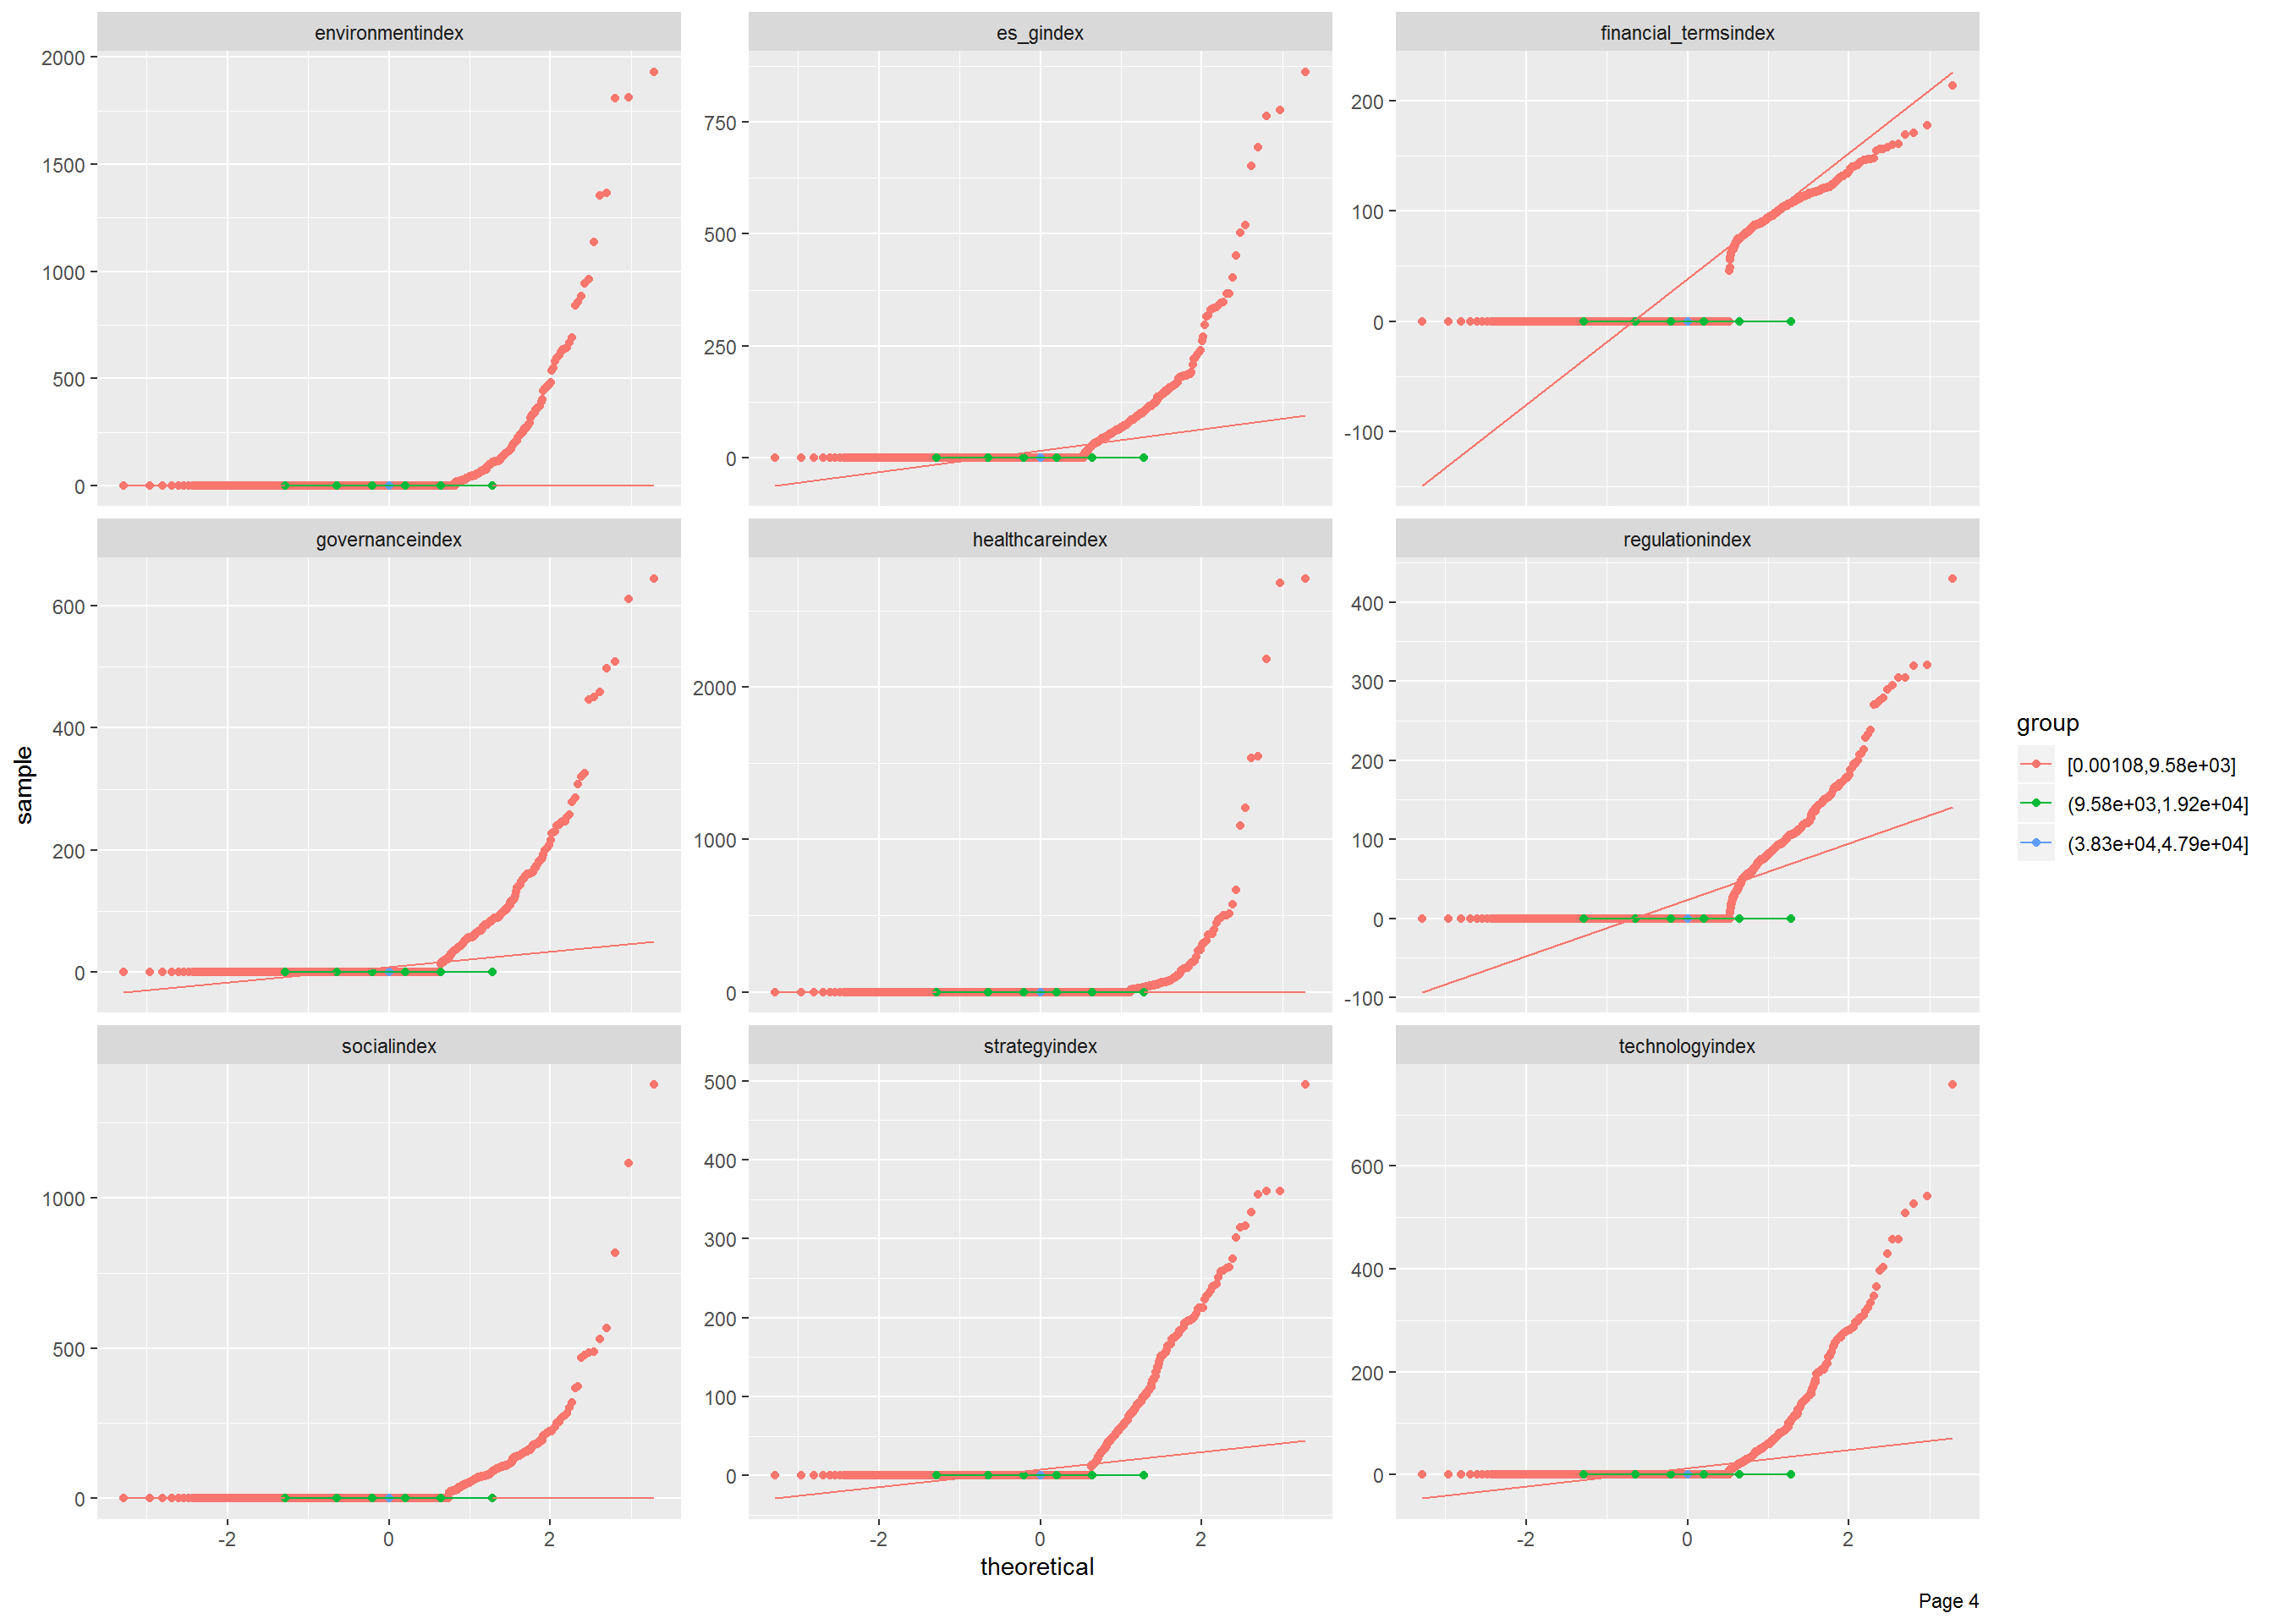 environmentindex
es_gindex
financial_termsindex
2000
1500
1000
500
0
750
500
250
0
200
100
0
-100
governanceindex
healthcareindex
regulationindex
600
400
200
0
2000
1000
0
400
300
200
100
0
-100
socialindex
strategyindex
technologyindex
1000
500
0
500
400
300
200
100
0
600
400
200
0
-2 0 2
-2 0 2
-2 0 2
sample
theoretical
group
[0.00108,9.58e+03]
(9.58e+03,1.92e+04]
(3.83e+04,4.79e+04]
Page 4